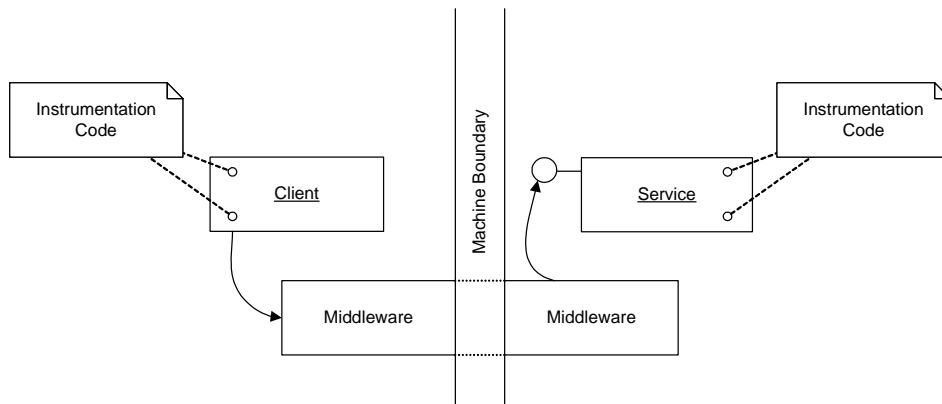 Instrumentation
Code
Client
Machine Boundary
Instrumentation
Code
Service
Middleware
Middleware